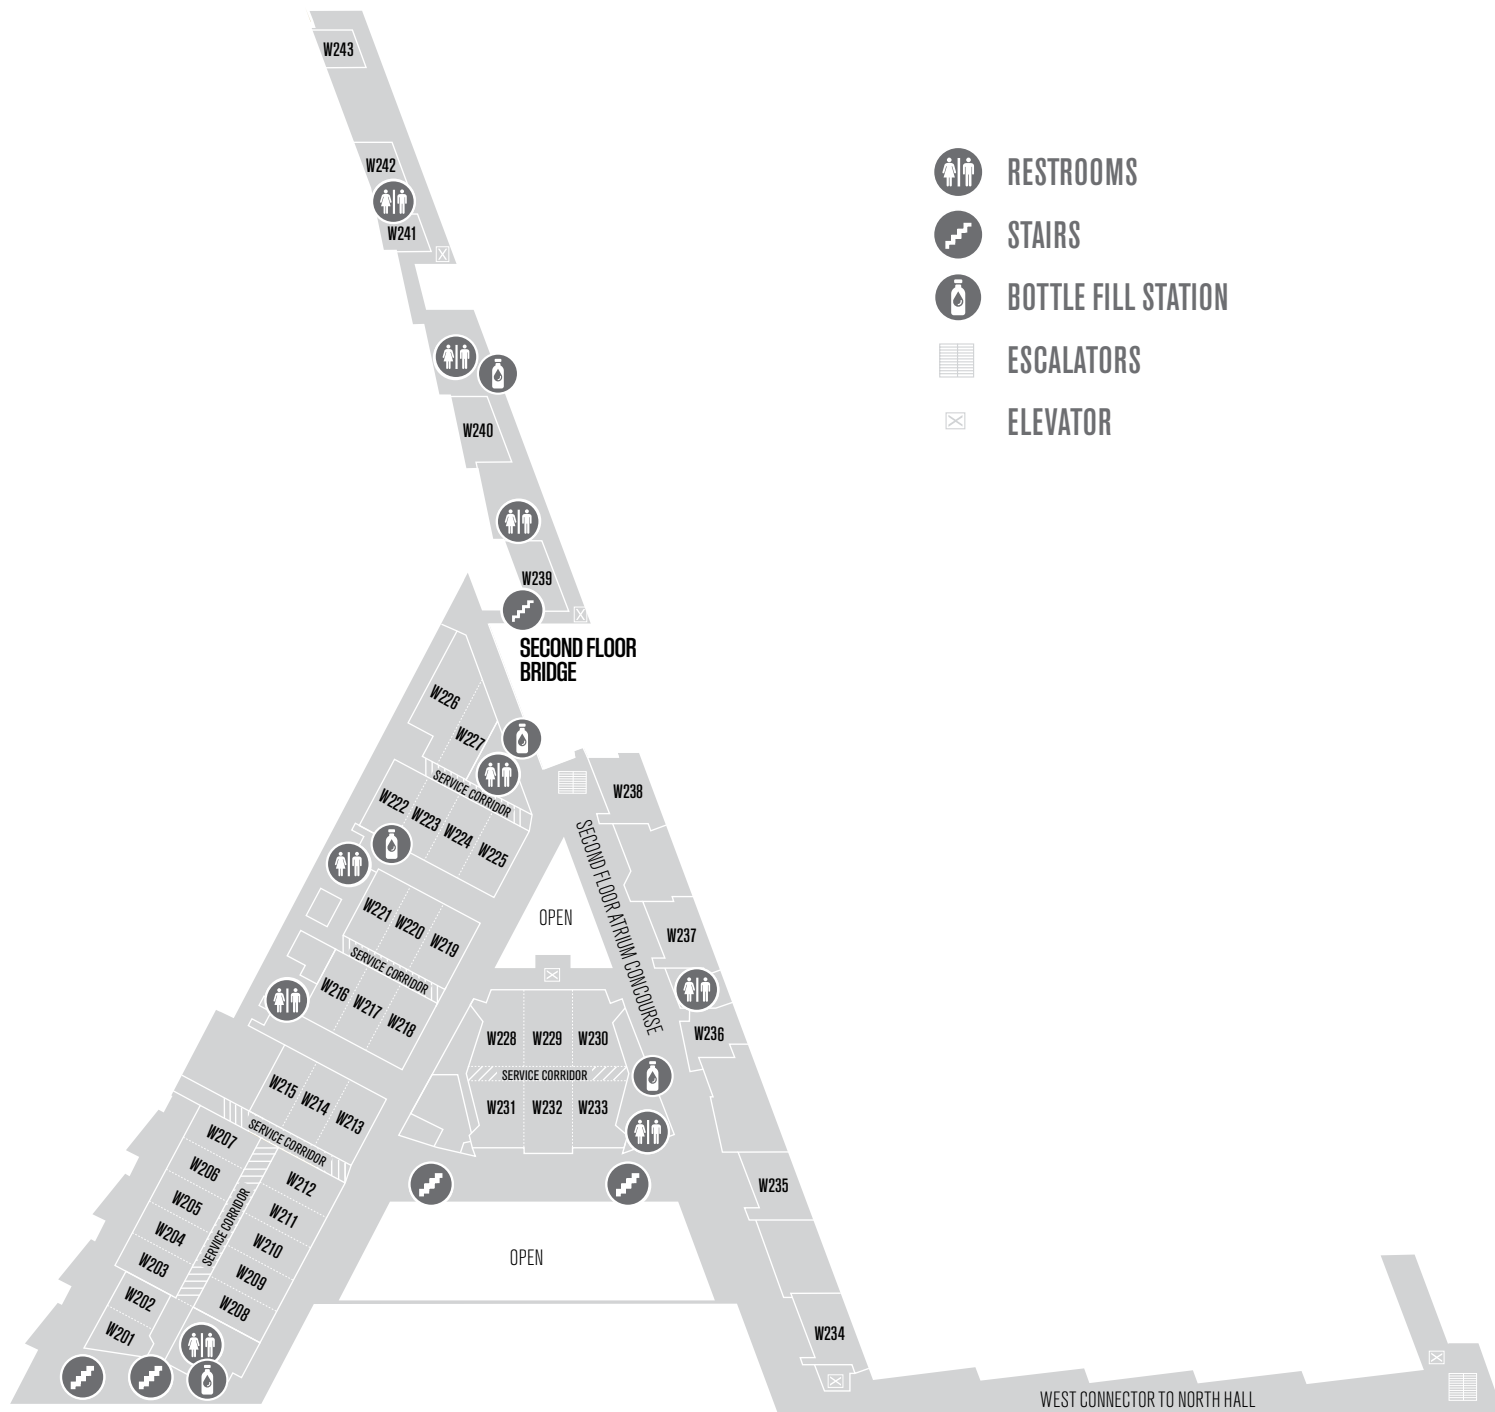 W243
W242
W241
RESTROOMS
STAIRS
BOTTLE FILL STATION
ESCALATORS
ELEVATOR
W240
W239
SECOND FLOOR
BRIDGE
W226
W227
SERVICE CORRIDOR
W222
W223
W224
W225
W238
SECOND FLOOR ATRIUM CONCOURSE
OPEN
W221
W220
W219
SERVICE CORRIDOR
W216
W217
W218
W237
W236
W228
W229
W230
SERVICE CORRIDOR
W231
W232
W233
W215
W214
W213
SERVICE CORRIDOR
W207
W206
W205
W204
W203
W202
W201
SERVICE CORRIDOR
W212
W211
W210
W209
W208
OPEN
W235
W234
WEST CONNECTOR TO NORTH HALL